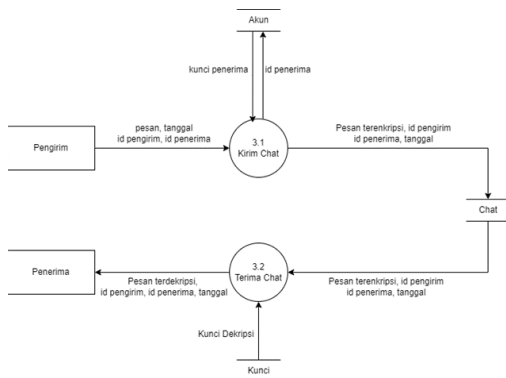 Akun
kunci penerima
id penerima
pesan, tanggal
id pengirim, id penerima
Pengirim
3.1
Kirim Chat
Pesan terenkripsi, id pengirim
id penerima, tanggal
Chat
Penerima
Pesan terdekripsi,
id pengirim, id penerima, tanggal
3.2
Terima Chat
Pesan terenkripsi, id pengirim
id penerima, tanggal
Kunci Dekripsi
Kunci